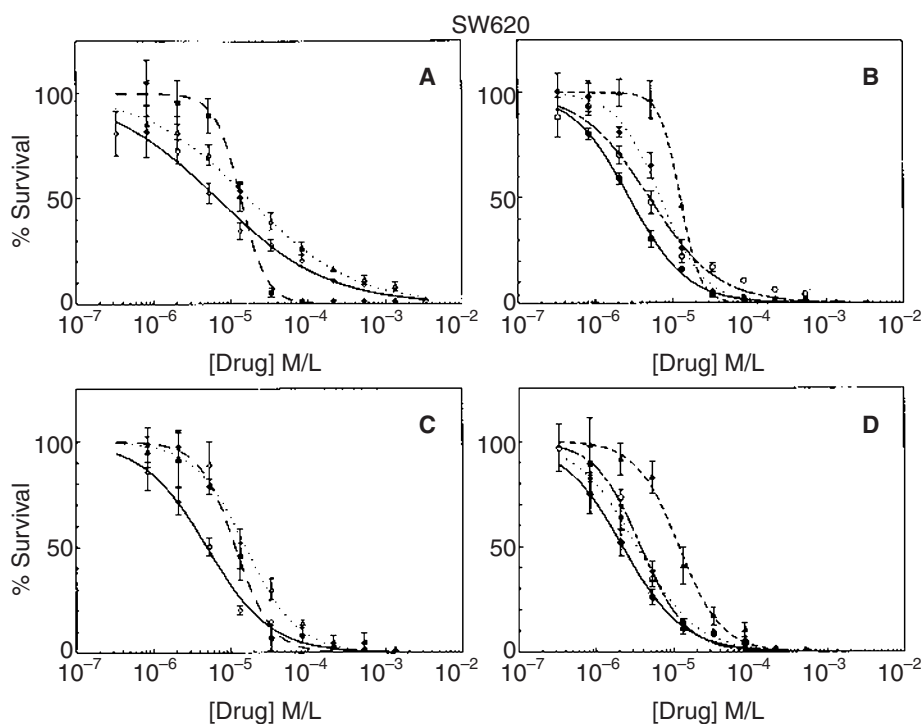 SW620
A
B
% Survival
100
50
0
10⁻⁷ 10⁻⁶ 10⁻⁵ 10⁻⁴ 10⁻³ 10⁻²
[Drug] M/L
100
50
0
10⁻⁷ 10⁻⁶ 10⁻⁵ 10⁻⁴ 10⁻³ 10⁻²
[Drug] M/L
C
D
% Survival
100
50
0
10⁻⁷ 10⁻⁶ 10⁻⁵ 10⁻⁴ 10⁻³ 10⁻²
[Drug] M/L
100
50
0
10⁻⁷ 10⁻⁶ 10⁻⁵ 10⁻⁴ 10⁻³ 10⁻²
[Drug] M/L